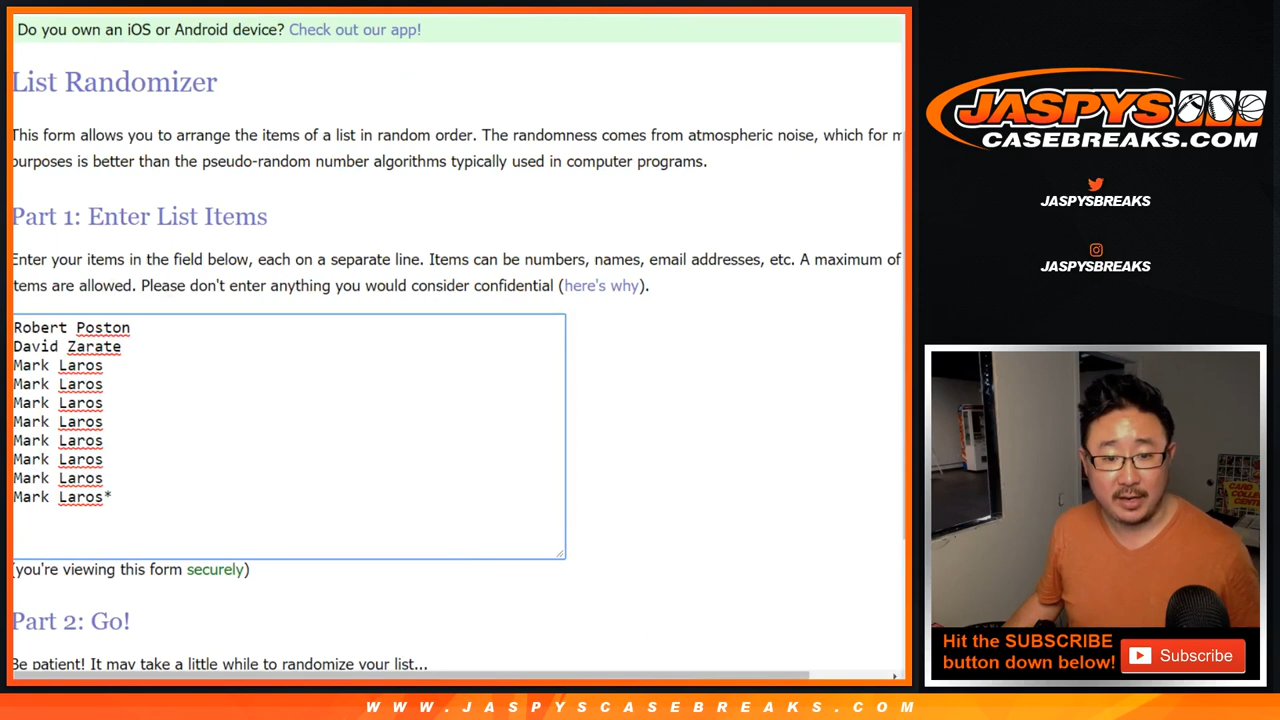 Do you own an iOS or Android device? Check out our app!
List Randomizer
This form allows you to arrange the items of a list in random order. The randomness comes from atmospheric noise, which for m
purposes is better than the pseudo-random number algorithms typically used in computer programs.
Part 1: Enter List Items
Enter your items in the field below, each on a separate line. Items can be numbers, names, email addresses, etc. A maximum of
items are allowed. Please don't enter anything you would consider confidential (here's why).
Robert Poston
David Zarate
Mark Laros
Mark Laros
Mark Laros
Mark Laros
Mark Laros
Mark Laros
Mark Laros
Mark Laros*
(you're viewing this form securely)
Part 2: Go!
Be patient! It may take a little while to randomize your list...
JASPYS
CASEBREAKS.COM
JASPYSBREAKS
JASPYSBREAKS
CARD
COLLEC
CENTE
Hit the SUBSCRIBE
button down below!
Subscribe
WWW.JASPYSCASEBREAKS.COM